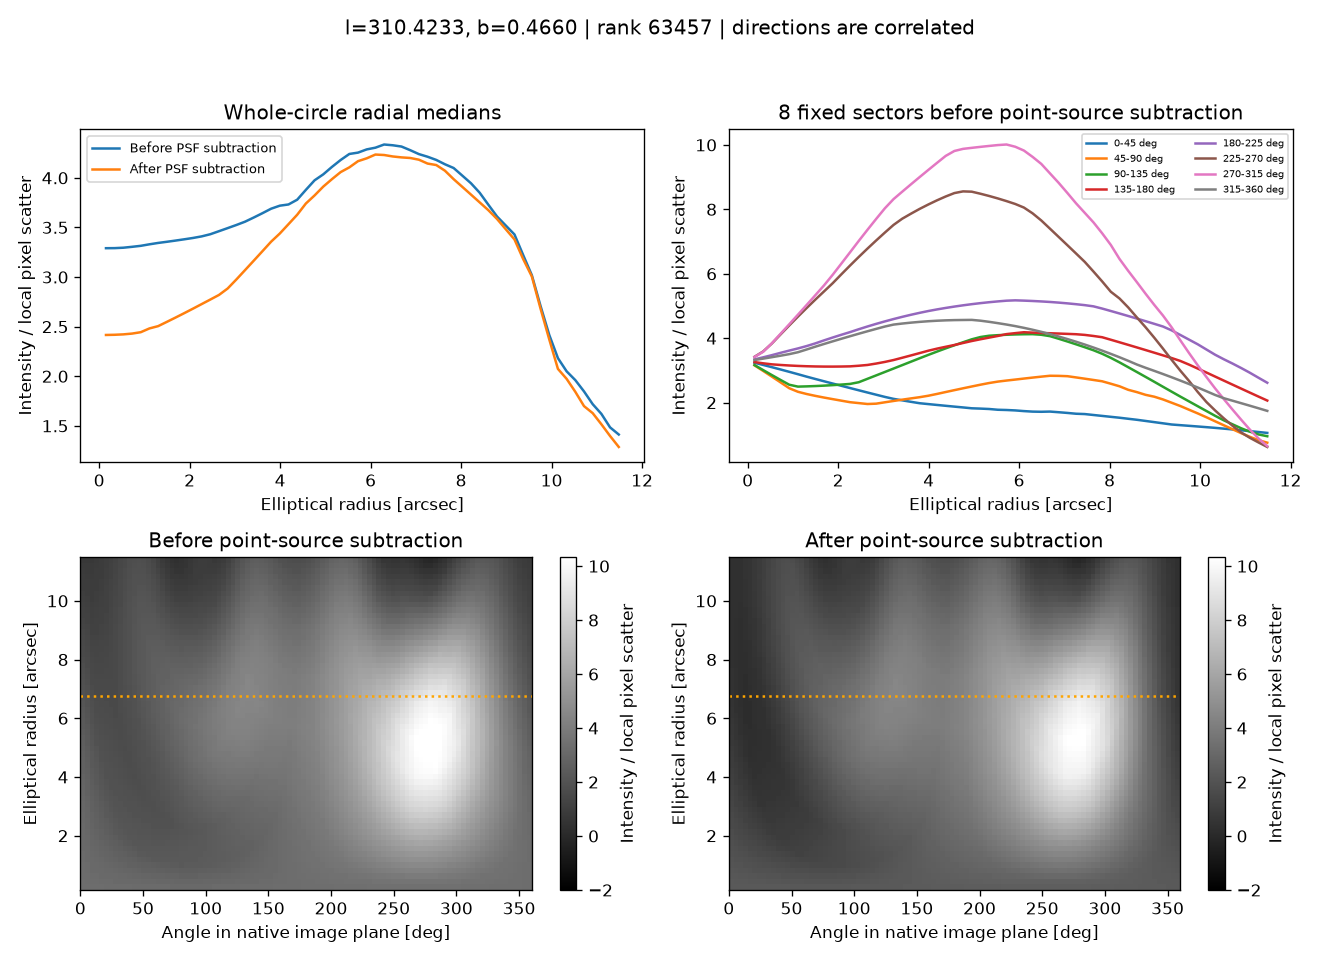 l=310.4233, b=0.4660 | rank 63457 | directions are correlated
Whole-circle radial medians
Before PSF subtraction
After PSF subtraction
Intensity / local pixel scatter
4.0
3.5
3.0
2.5
2.0
1.5
0 2 4 6 8 10 12
Elliptical radius [arcsec]
8 fixed sectors before point-source subtraction
0-45 deg
45-90 deg
90-135 deg
135-180 deg
180-225 deg
225-270 deg
270-315 deg
315-360 deg
Intensity / local pixel scatter
10
8
6
4
2
0 2 4 6 8 10 12
Elliptical radius [arcsec]
Before point-source subtraction
Elliptical radius [arcsec]
10
8
6
4
2
0 50 100 150 200 250 300 350
Angle in native image plane [deg]
10
8
6
4
2
0
−2
Intensity / local pixel scatter
After point-source subtraction
Elliptical radius [arcsec]
10
8
6
4
2
0 50 100 150 200 250 300 350
Angle in native image plane [deg]
10
8
6
4
2
0
−2
Intensity / local pixel scatter